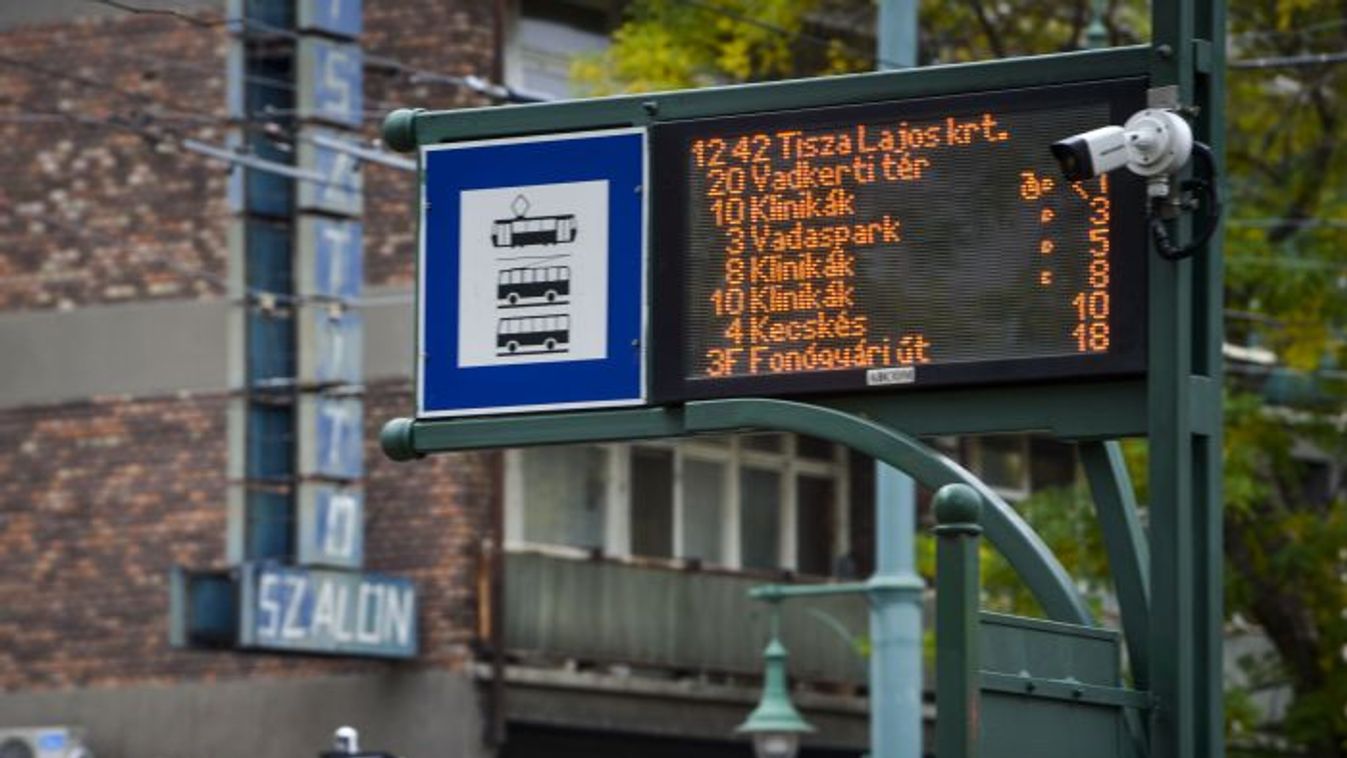 12 42 Tisza Lajos krt.
20 Vadkerti tér <1
10 Klinikák 3
3 Vadaspark 5
8 Klinikák 8
10 Klinikák 10
4 Kecskés 18
3F Fonógyári út
SZALON